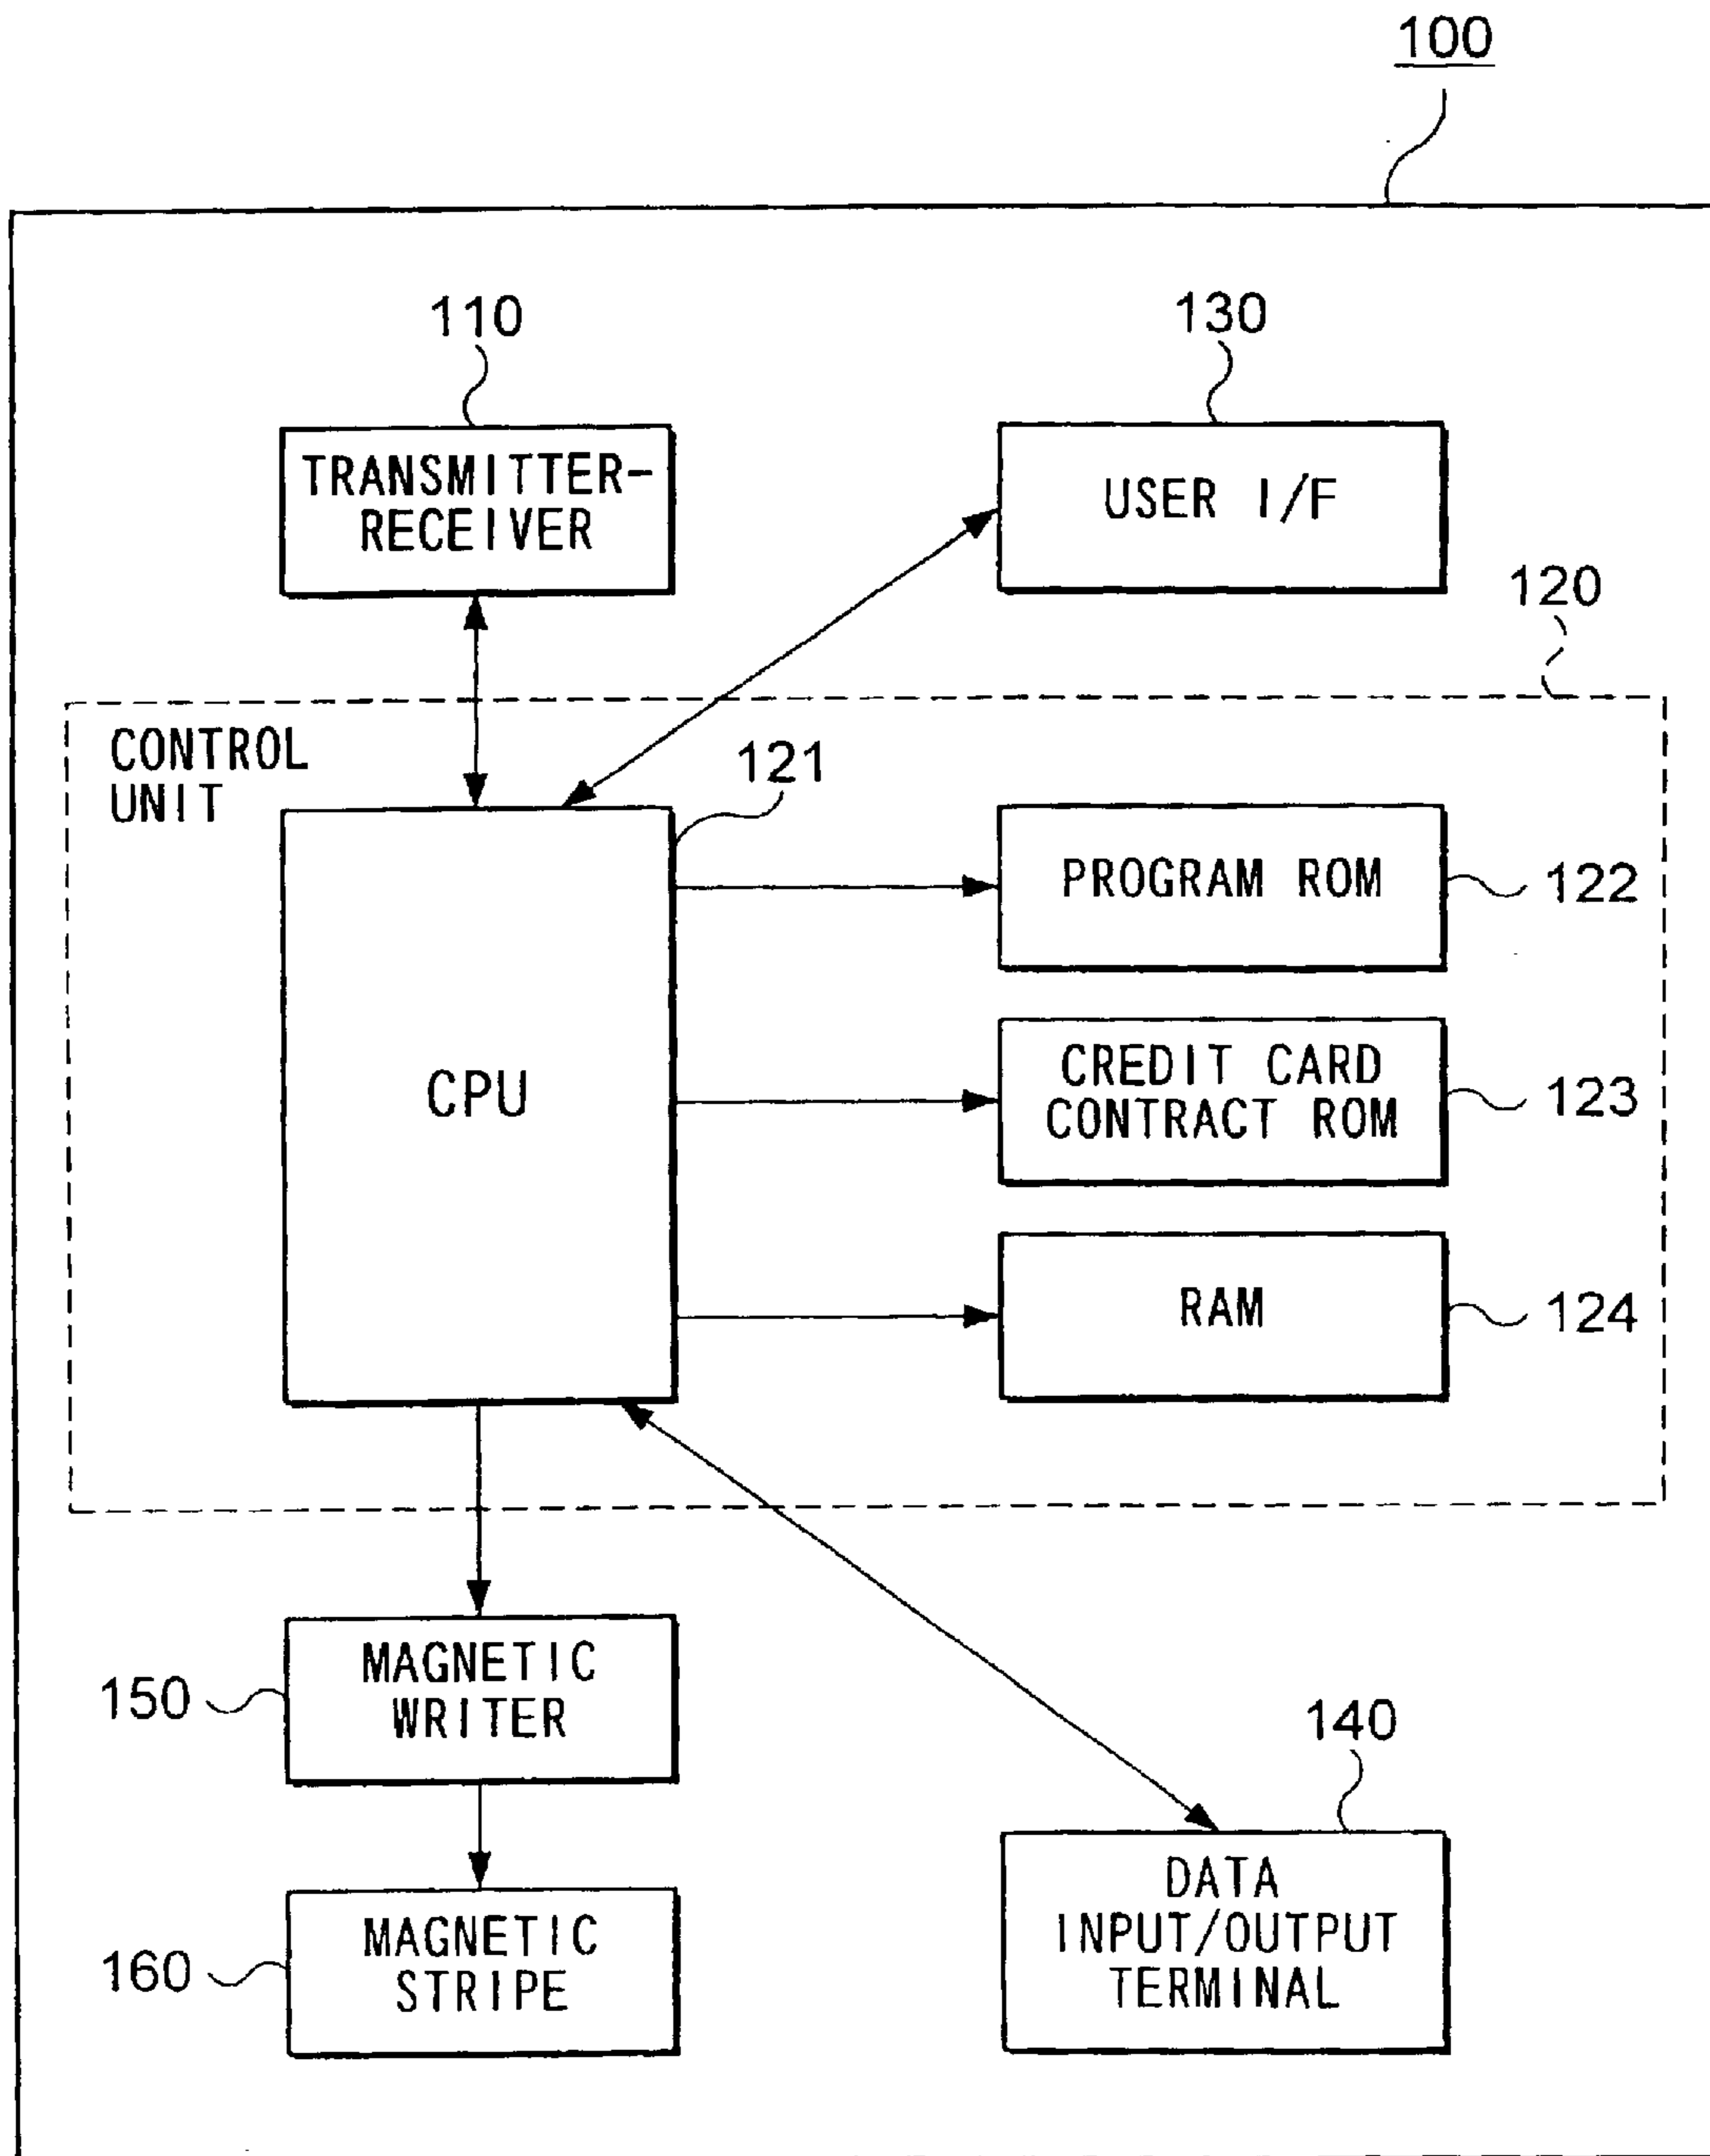 100
110
130
TRANSMITTER-
RECEIVER
USER I/F
120
CONTROL
UNIT
121
CPU
PROGRAM ROM
122
CREDIT CARD
CONTRACT ROM
123
RAM
124
150
MAGNETIC
WRITER
140
160
MAGNETIC
STRIPE
DATA
INPUT/OUTPUT
TERMINAL